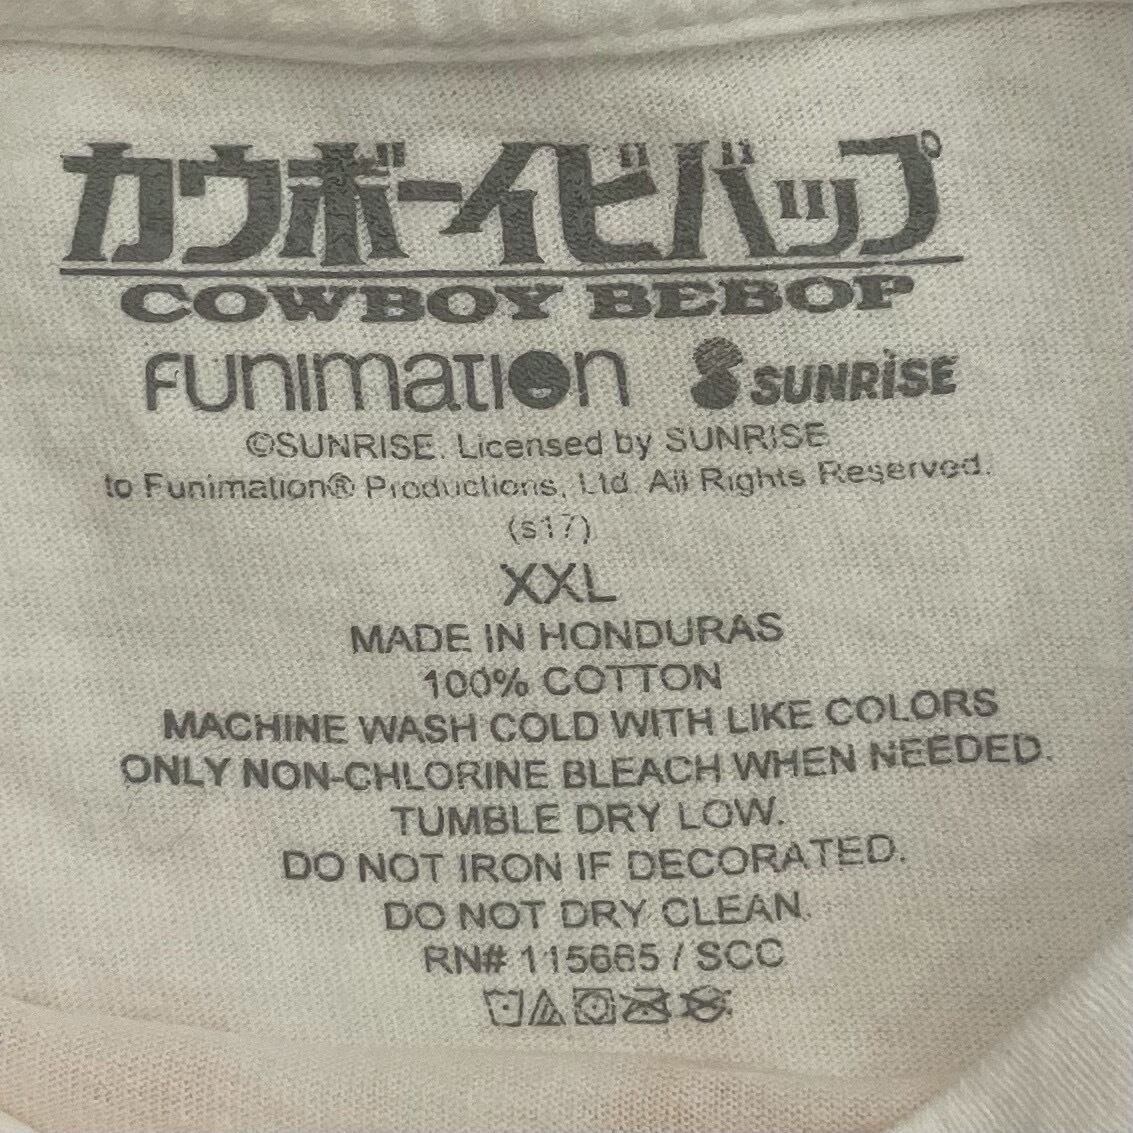 カウボーイビバップ
COWBOY BEBOP
FUNIMATION SUNRISE
©SUNRISE. Licensed by SUNRISE
to Funimation® Productions, Ltd. All Rights Reserved.
(s17)
XXL
MADE IN HONDURAS
100% COTTON
MACHINE WASH COLD WITH LIKE COLORS
ONLY NON-CHLORINE BLEACH WHEN NEEDED.
TUMBLE DRY LOW.
DO NOT IRON IF DECORATED.
DO NOT DRY CLEAN.
RN# 115665 / SCC